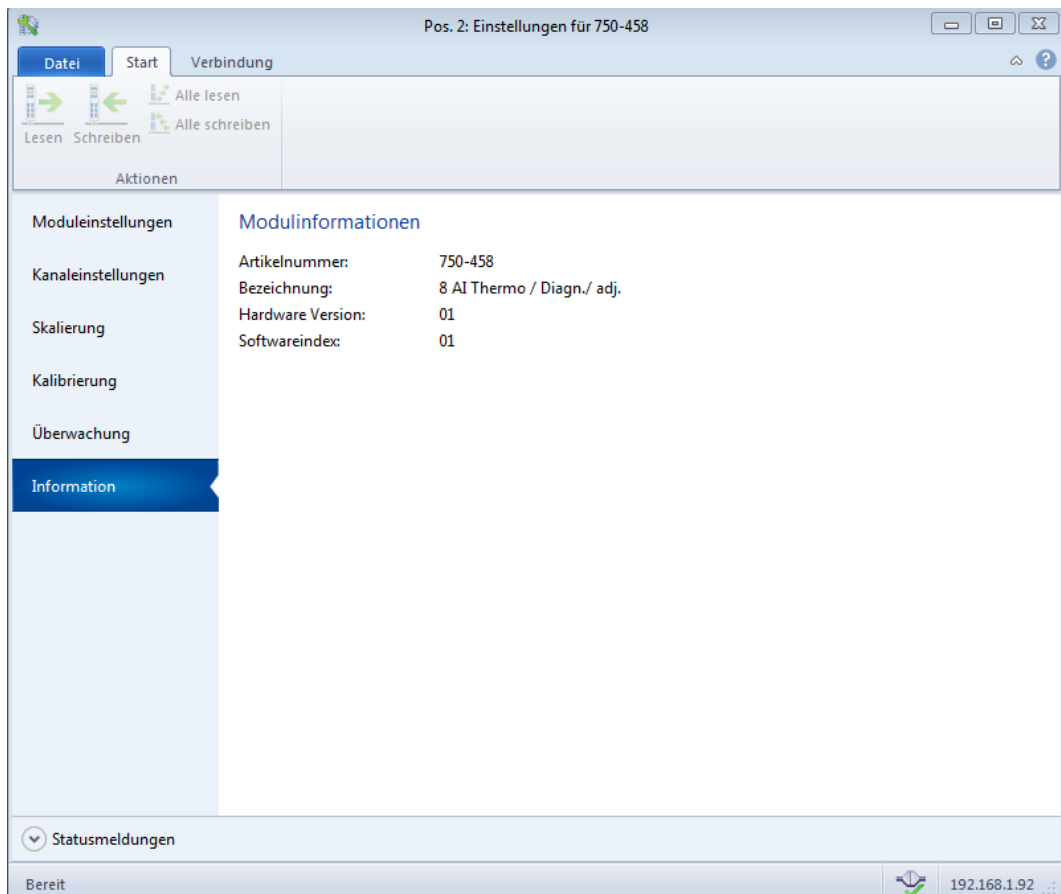 Pos. 2: Einstellungen für 750-458
Datei Start Verbindung
Alle lesen
Alle schreiben
Lesen Schreiben
Aktionen
Moduleinstellungen
Kanaleinstellungen
Skalierung
Kalibrierung
Überwachung
Information
Modulinformationen
Artikelnummer: 750-458
Bezeichnung: 8 AI Thermo / Diagn./ adj.
Hardware Version: 01
Softwareindex: 01
Statusmeldungen
Bereit 192.168.1.92